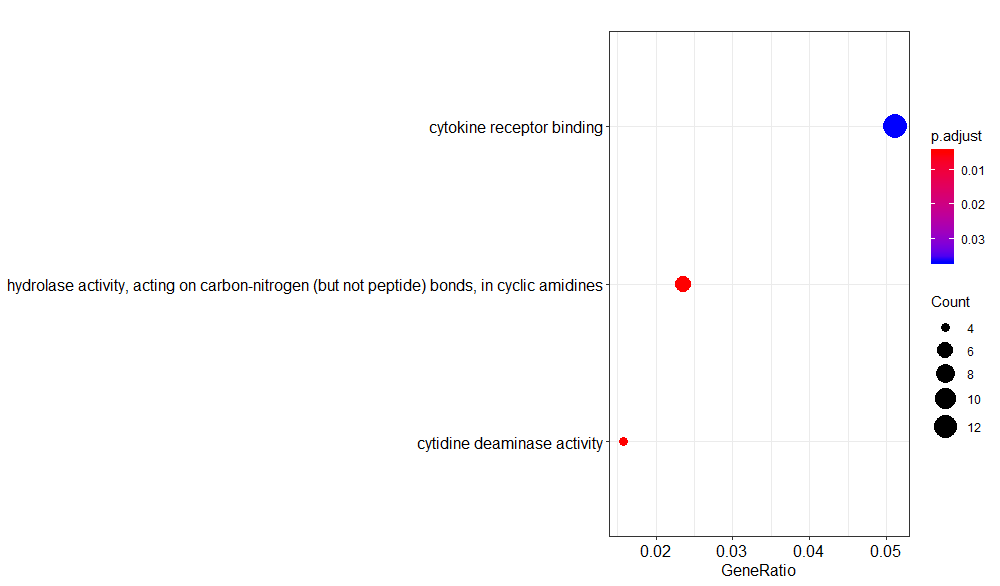 cytokine receptor binding
hydrolase activity, acting on carbon-nitrogen (but not peptide) bonds, in cyclic amidines
cytidine deaminase activity
0.02 0.03 0.04 0.05
GeneRatio
p.adjust
0.01
0.02
0.03
Count
4
6
8
10
12